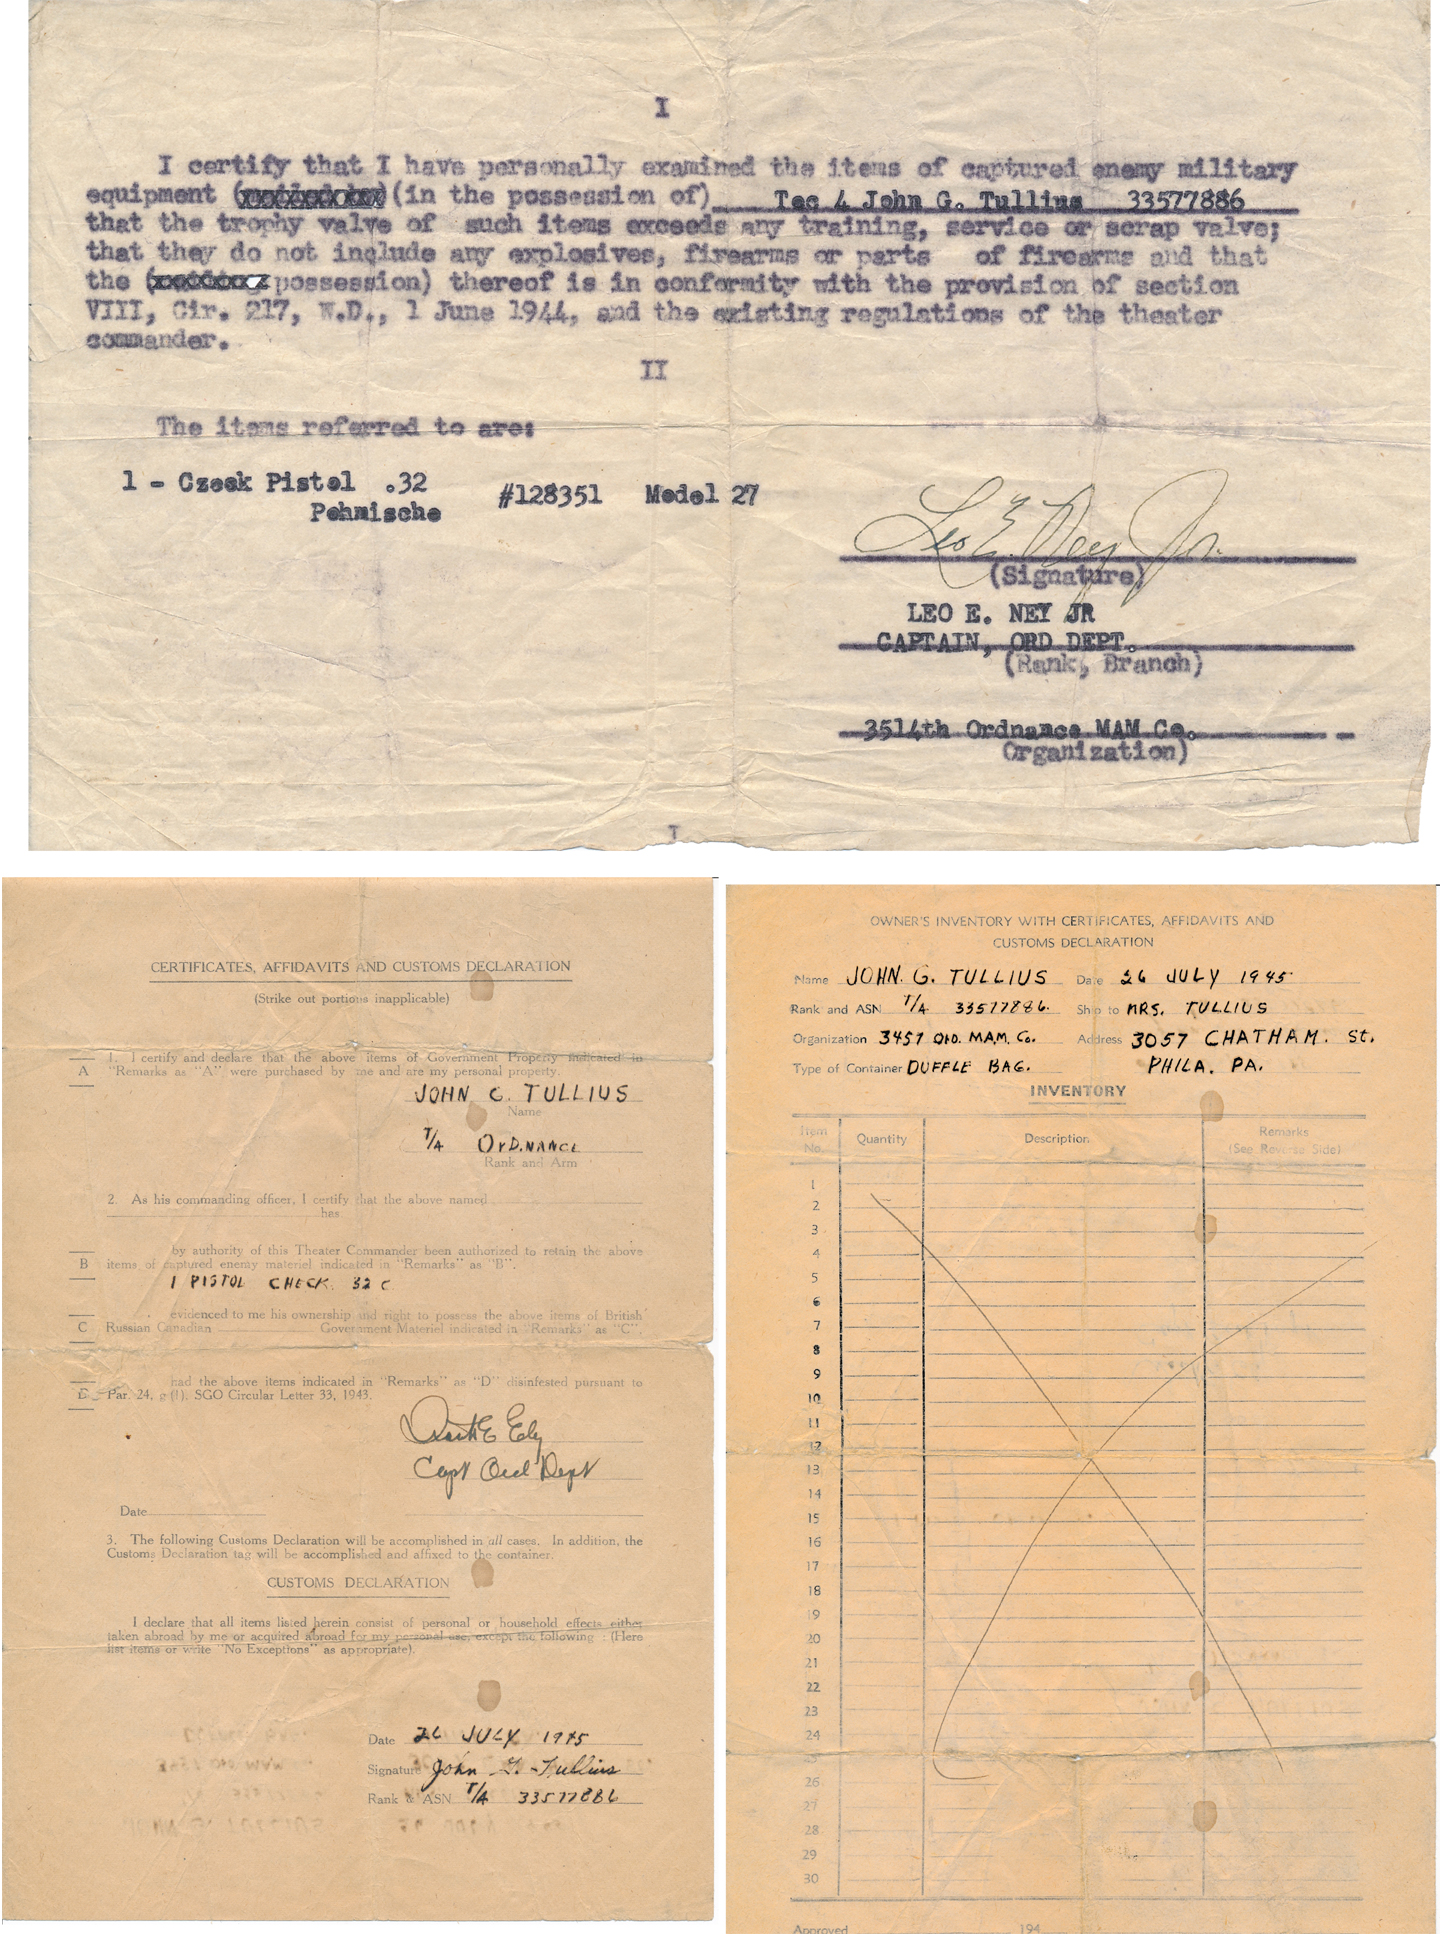 I
I certify that I have personally examined the items of captured enemy military
equipment (in the possession of) Tec 4 John G. Tullius 33577886
that the trophy valve of such items exceeds any training, service or scrap valve;
that they do not include any explosives, firearms or parts of firearms and that
the possession) thereof is in conformity with the provision of section
VIII, Cir. 217, W.D., 1 June 1944, and the existing regulations of the theater
commander.
II
The items referred to are:
1 - Czesk Pistol .32 #128351 Model 27
Pehmische
Leo E. Ney Jr.
(Signature)
LEO E. NEY JR
CAPTAIN, ORD DEPT.
(Rank, Branch)
3514th Ordnance MAM Co.
Organization)
I
CERTIFICATES, AFFIDAVITS AND CUSTOMS DECLARATION
(Strike out portions inapplicable)
1. I certify and declare that the above items of Government Property indicated in
A "Remarks as "A" were purchased by me and are my personal property.
JOHN G. TULLIUS
Name
T/4 OrDNANCE
Rank and Arm
2. As his commanding officer, I certify that the above named
has
by authority of this Theater Commander been authorized to retain the above
B items of captured enemy materiel indicated in "Remarks" as "B".
1 PISTOL CHECK. 32 C
evidenced to me his ownership and right to possess the above items of British
C Russian Canadian Government Materiel indicated in "Remarks" as "C".
had the above items indicated in "Remarks" as "D" disinfested pursuant to
D Par. 24, g (1). SGO Circular Letter 33, 1943.
Capt Ord Dept
Date
3. The following Customs Declaration will be accomplished in all cases. In addition, the
Customs Declaration tag will be accomplished and affixed to the container.
CUSTOMS DECLARATION
I declare that all items listed herein consist of personal or household effects either
taken abroad by me or acquired abroad for my personal use, except the following : (Here
list items or write "No Exceptions" as appropriate).
Date 26 JULY 1945
Signature John G. Tullius
Rank & ASN T/4 33577886
OWNER'S INVENTORY WITH CERTIFICATES, AFFIDAVITS AND
CUSTOMS DECLARATION
Name JOHN. G. TULLIUS Date 26 JULY 1945
Rank and ASN T/4 33577886. Ship to MRS. TULLIUS
Organization 3457 Ord. MAM. Co. Address 3057 CHATHAM. St.
Type of Container DUFFLE BAG. PHILA. PA.
INVENTORY
Item No. Quantity Description Remarks (See Reverse Side)
1
2
3
4
5
6
7
8
9
10
11
12
13
14
15
16
17
18
19
20
21
22
23
24
25
26
27
28
29
30
Approved 194